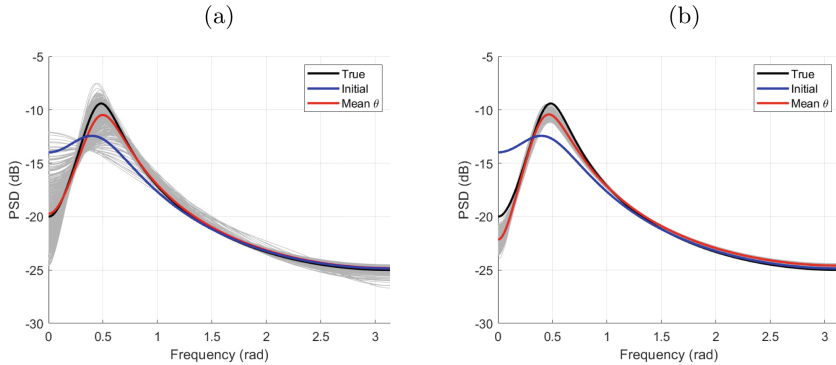 (a)
-5
-10
-15
-20
-25
-30
PSD (dB)
0 0.5 1 1.5 2 2.5 3
Frequency (rad)
True
Initial
Mean θ
(b)
-5
-10
-15
-20
-25
-30
PSD (dB)
0 0.5 1 1.5 2 2.5 3
Frequency (rad)
True
Initial
Mean θ